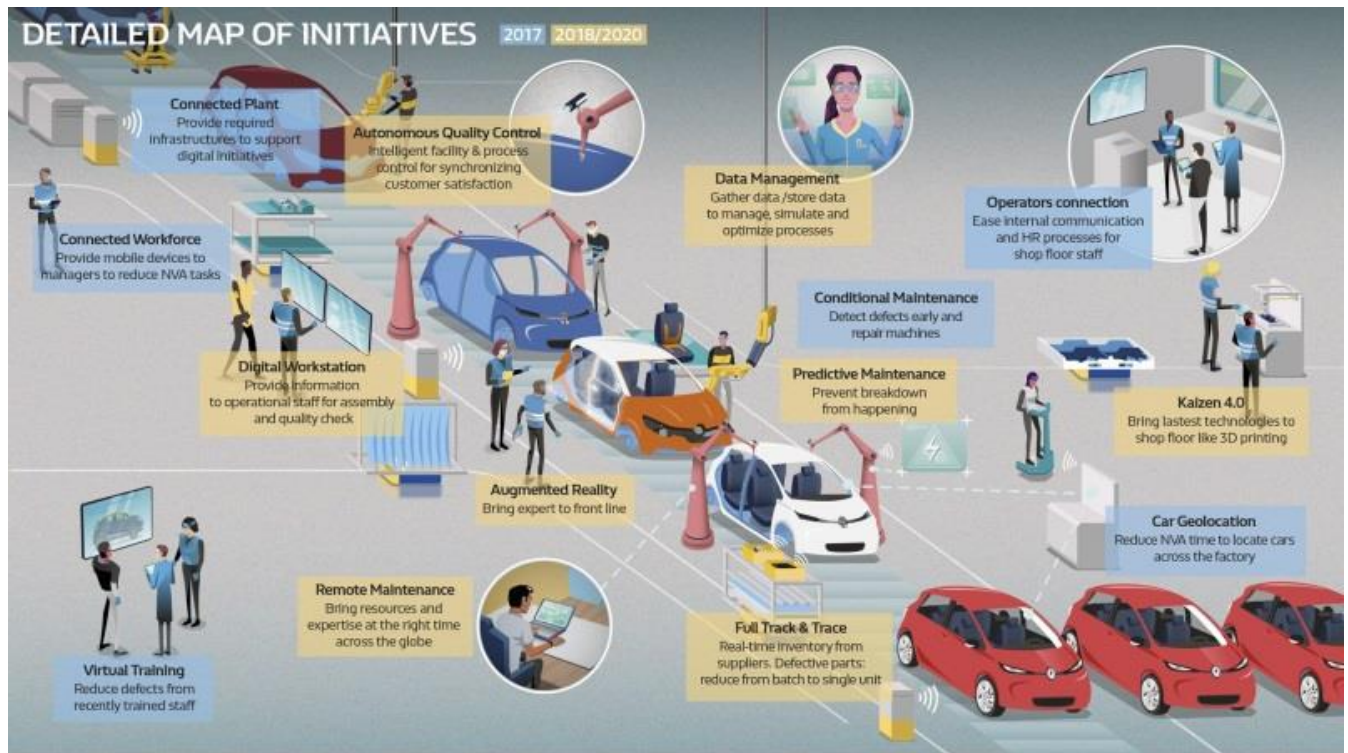 DETAILED MAP OF INITIATIVES 2017 2018/2020
Connected Plant
Provide required
infrastructures to support
digital initiatives
Autonomous Quality Control
Intelligent facility & process
control for synchronizing
customer satisfaction
Data Management
Gather data /store data
to manage, simulate and
optimize processes
Operators connection
Ease internal communication
and HR processes for
shop floor staff
Connected Workforce
Provide mobile devices to
managers to reduce NVA tasks
Conditional Maintenance
Detect defects early and
repair machines
Digital Workstation
Provide information
to operational staff for assembly
and quality check
Predictive Maintenance
Prevent breakdown
from happening
Kaizen 4.0
Bring lastest technologies to
shop floor like 3D printing
Augmented Reality
Bring expert to front line
Car Geolocation
Reduce NVA time to locate cars
across the factory
Remote Maintenance
Bring resources and
expertise at the right time
across the globe
Full Track & Trace
Real-time inventory from
suppliers. Defective parts:
reduce from batch to single unit
Virtual Training
Reduce defects from
recently trained staff